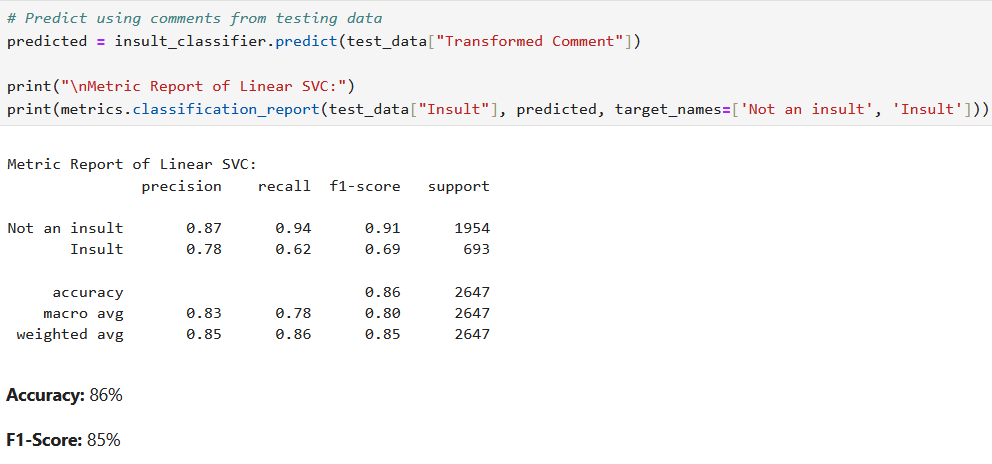 # Predict using comments from testing data
predicted = insult_classifier.predict(test_data["Transformed Comment"])
print("\nMetric Report of Linear SVC:")
print(metrics.classification_report(test_data["Insult"], predicted, target_names=['Not an insult', 'Insult']))
Metric Report of Linear SVC:
precision recall f1-score support
Not an insult 0.87 0.94 0.91 1954
Insult 0.78 0.62 0.69 693
accuracy 0.86 2647
macro avg 0.83 0.78 0.80 2647
weighted avg 0.85 0.86 0.85 2647
Accuracy: 86%
F1-Score: 85%